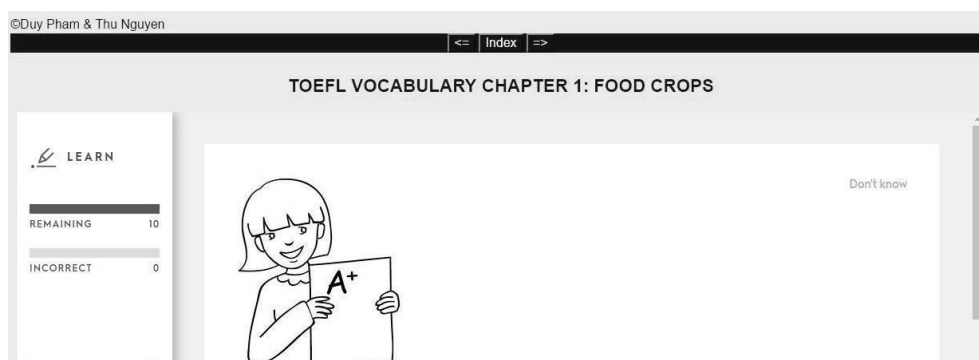 ©Duy Pham & Thu Nguyen
<= Index =>
TOEFL VOCABULARY CHAPTER 1: FOOD CROPS
LEARN
REMAINING 10
INCORRECT 0
Don't know
A+